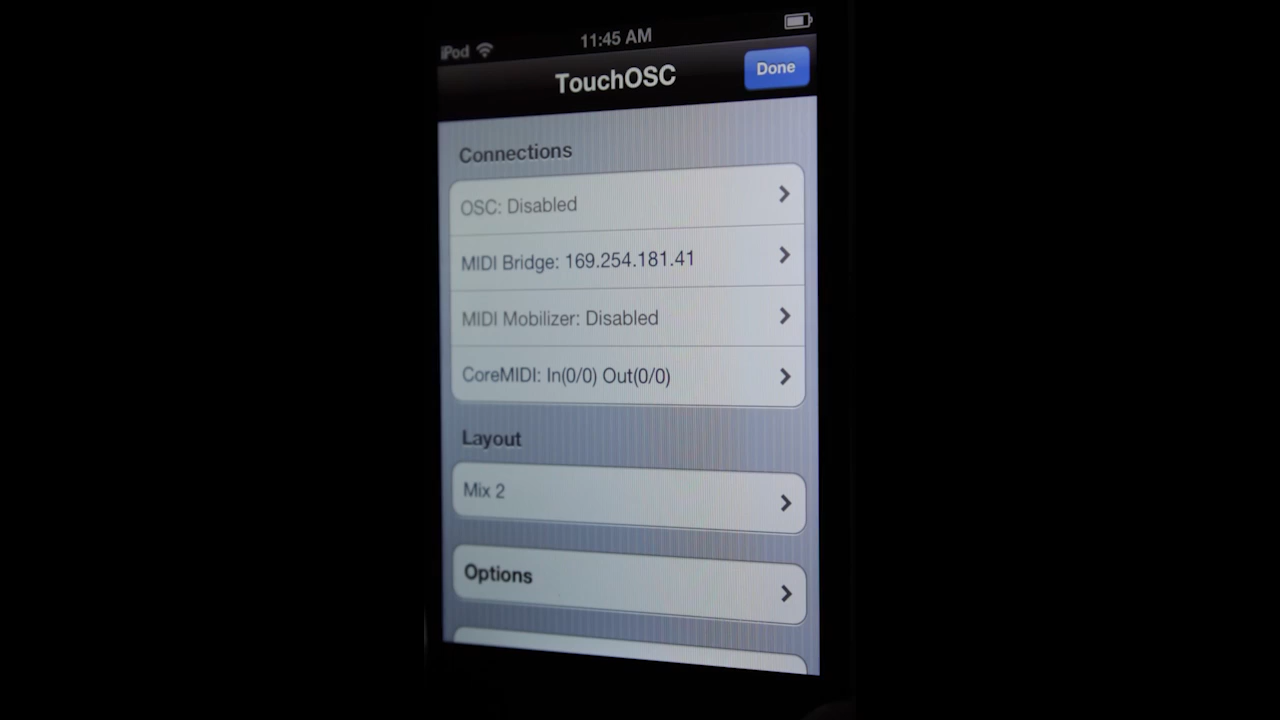 iPod 11:45 AM
TouchOSC Done
Connections
OSC: Disabled
MIDI Bridge: 169.254.181.41
MIDI Mobilizer: Disabled
CoreMIDI: In(0/0) Out(0/0)
Layout
Mix 2
Options